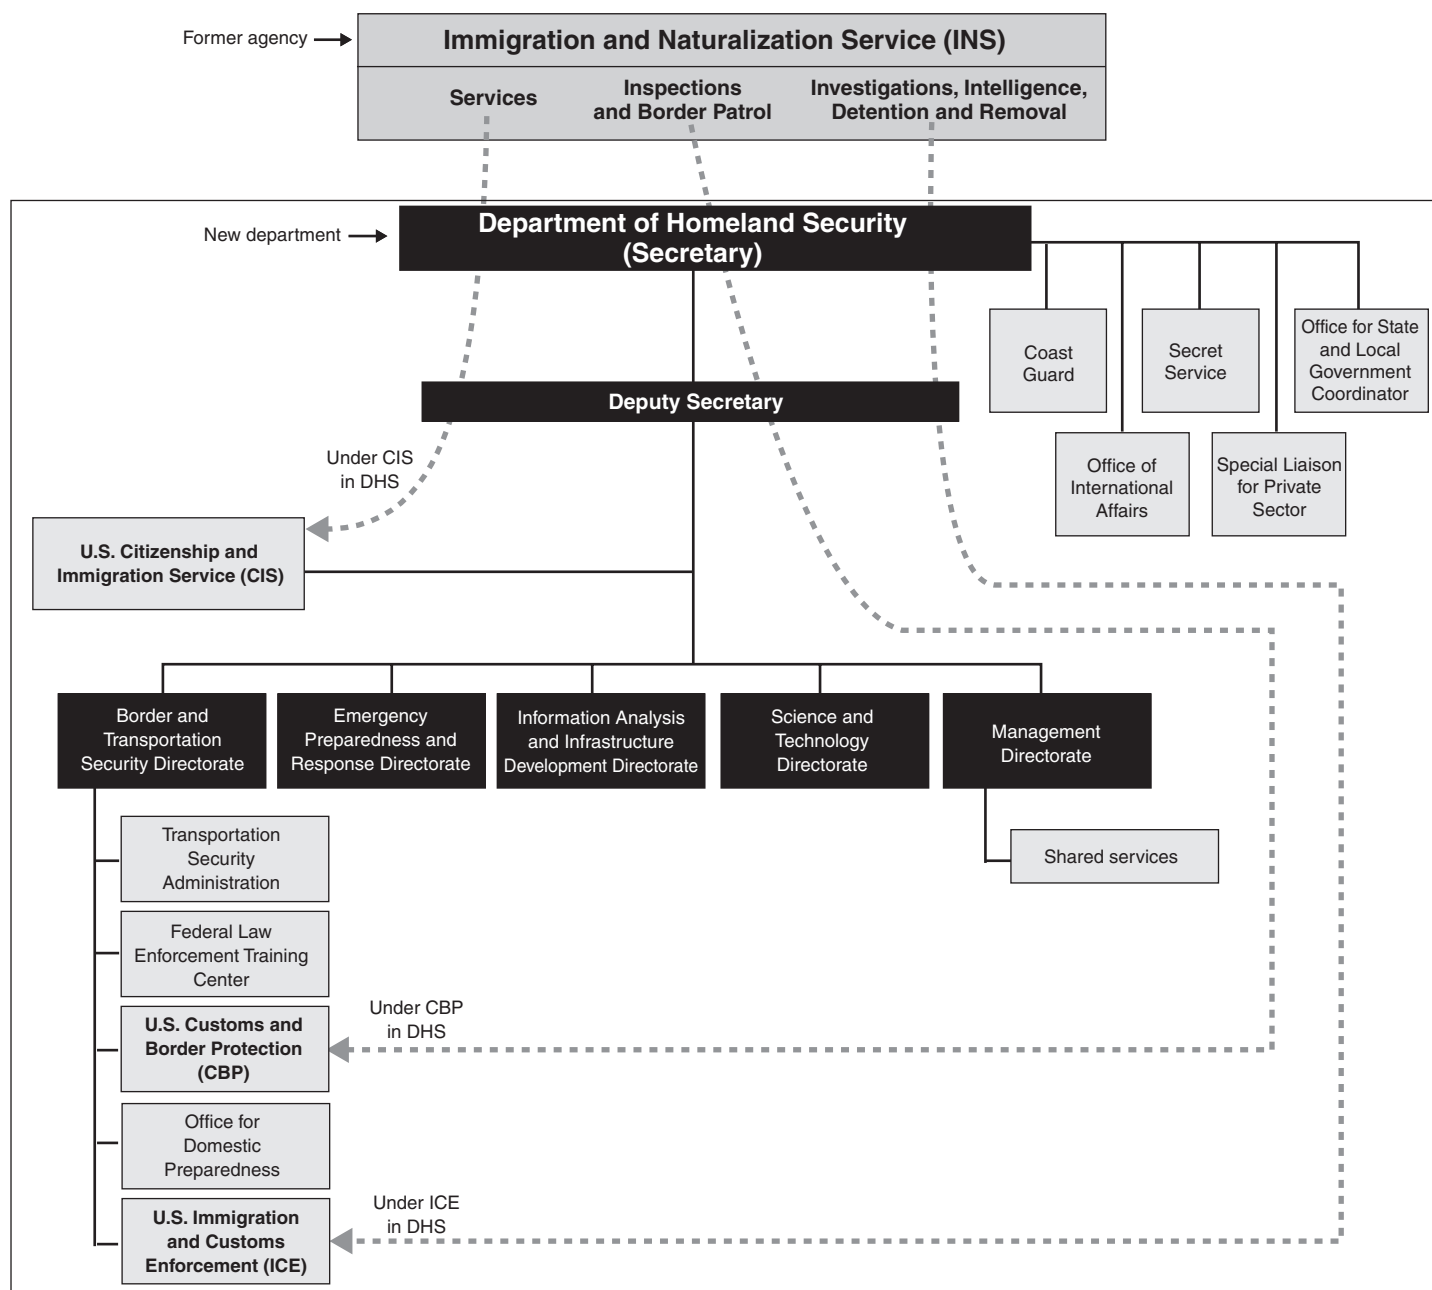 Former agency
Immigration and Naturalization Service (INS)
Services
Inspections
and Border Patrol
Investigations, Intelligence,
Detention and Removal
New department
Department of Homeland Security
(Secretary)
Coast
Guard
Secret
Service
Office for State
and Local
Government
Coordinator
Deputy Secretary
Office of
International
Affairs
Special Liaison
for Private
Sector
Under CIS
in DHS
U.S. Citizenship and
Immigration Service (CIS)
Border and
Transportation
Security Directorate
Emergency
Preparedness and
Response Directorate
Information Analysis
and Infrastructure
Development Directorate
Science and
Technology
Directorate
Management
Directorate
Transportation
Security
Administration
Shared services
Federal Law
Enforcement Training
Center
U.S. Customs and
Border Protection
(CBP)
Under CBP
in DHS
Office for
Domestic
Preparedness
U.S. Immigration
and Customs
Enforcement (ICE)
Under ICE
in DHS